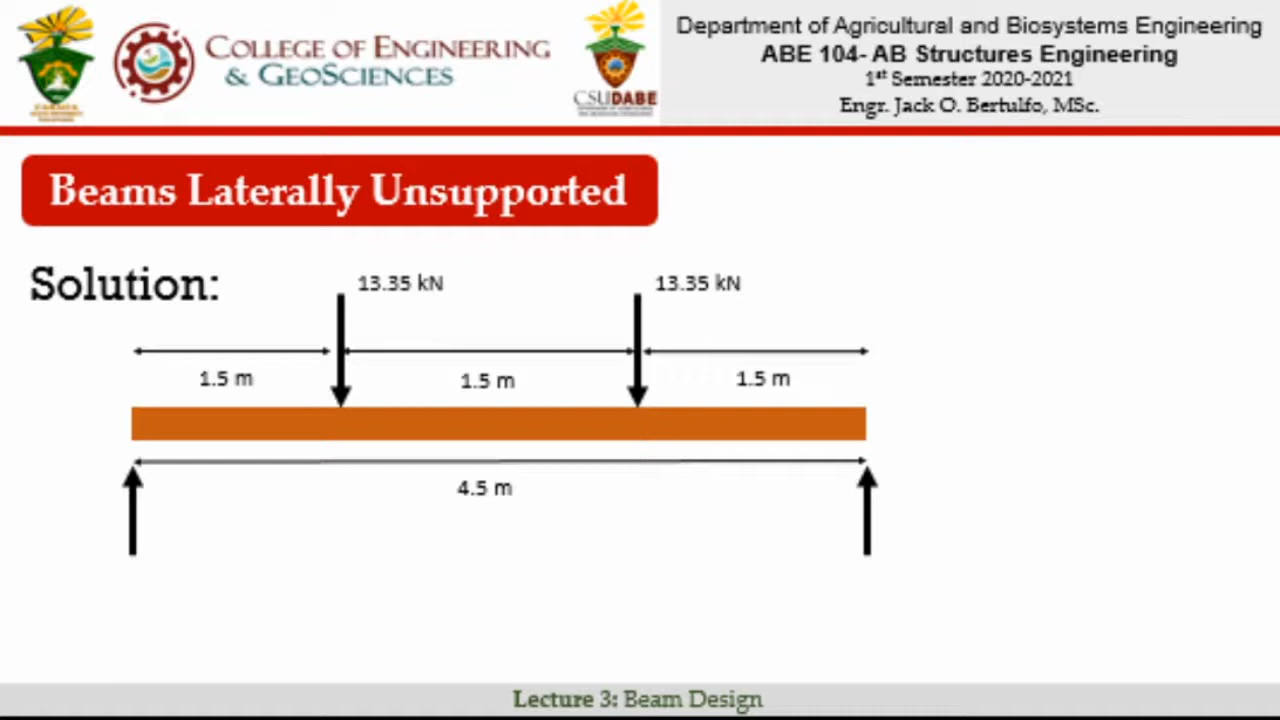 COLLEGE OF ENGINEERING
& GEOSCIENCES
CSUDABE
Department of Agricultural and Biosystems Engineering
ABE 104- AB Structures Engineering
1st Semester 2020-2021
Engr. Jack O. Bertulfo, MSc.
Beams Laterally Unsupported
Solution:
13.35 kN
13.35 kN
1.5 m
1.5 m
1.5 m
4.5 m
Lecture 3: Beam Design